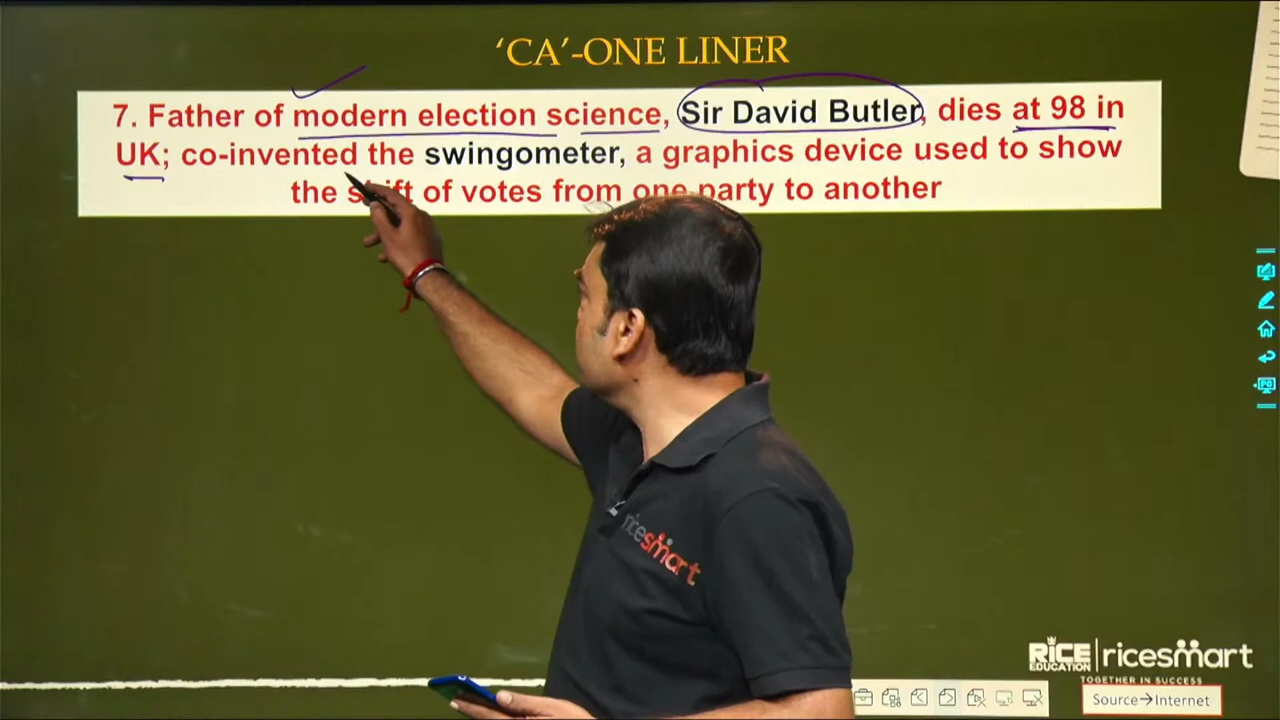 ‘CA’-ONE LINER
7. Father of modern election science, Sir David Butler, dies at 98 in
UK; co-invented the swingometer, a graphics device used to show
the shift of votes from one party to another
ricesmart
RICE EDUCATION ricesmart
TOGETHER IN SUCCESS
Source→Internet
PO